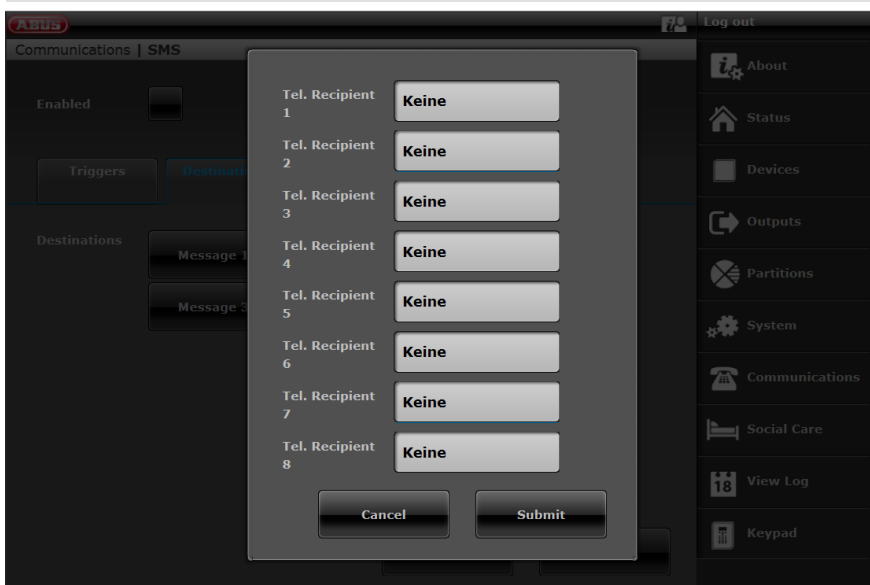 ABUS
Log out
Communications | SMS
Enabled
Triggers
Destinati
Destinations
Message 1
Message 3
Tel. Recipient
1
Keine
Tel. Recipient
2
Keine
Tel. Recipient
3
Keine
Tel. Recipient
4
Keine
Tel. Recipient
5
Keine
Tel. Recipient
6
Keine
Tel. Recipient
7
Keine
Tel. Recipient
8
Keine
Cancel
Submit
About
Status
Devices
Outputs
Partitions
System
Communications
Social Care
18
View Log
Keypad